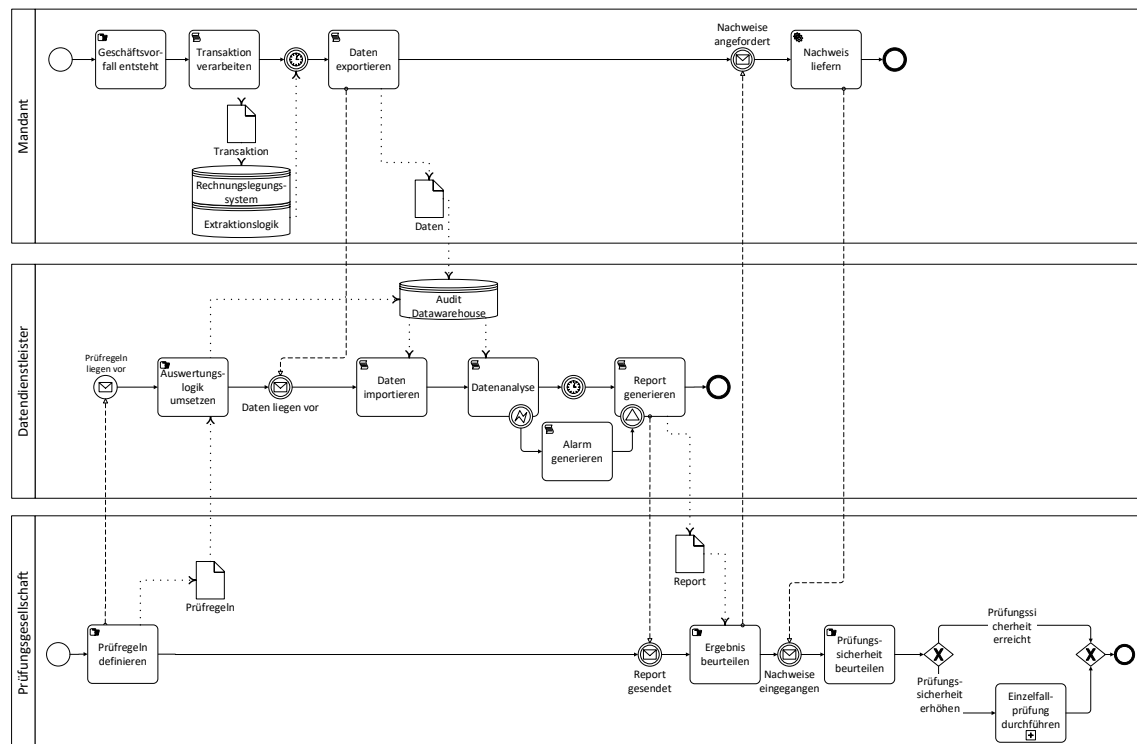 Mandant
Geschäftsvor-
fall entsteht
Transaktion
verarbeiten
Daten
exportieren
Nachweise
angefordert
Nachweis
liefern
Transaktion
Rechnungslegungs-
system
Extraktionslogik
Daten
Datendienstleister
Audit
Datawarehouse
Prüfregeln
liegen vor
Auswertungs-
logik
umsetzen
Daten liegen vor
Daten
importieren
Datenanalyse
Report
generieren
Alarm
generieren
Prüfungsgesellschaft
Prüfregeln
Report
Prüfregeln
definieren
Report
gesendet
Ergebnis
beurteilen
Nachweise
eingegangen
Prüfungs-
sicherheit
beurteilen
Prüfungssi
cherheit
erreicht
X
X
Prüfungs-
sicherheit
erhöhen
Einzelfall-
prüfung
durchführen